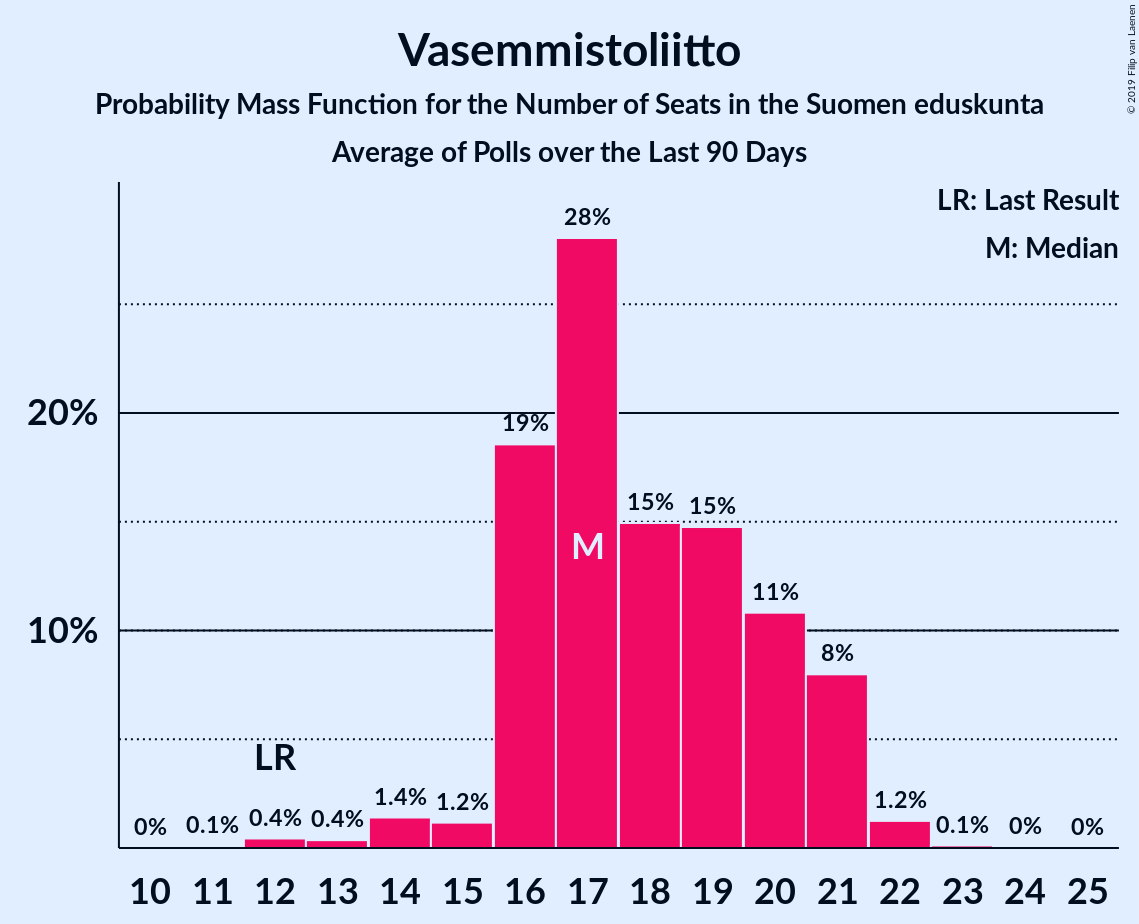 Vasemmistoliitto
Probability Mass Function for the Number of Seats in the Suomen eduskunta
Average of Polls over the Last 90 Days
© 2019 Filip van Laenen
LR: Last Result
M: Median
28%
20%
19%
15%
15%
M
11%
10%
8%
LR
0%
0.1%
0.4%
0.4%
1.4%
1.2%
1.2%
0.1%
0%
0%
10 11 12 13 14 15 16 17 18 19 20 21 22 23 24 25